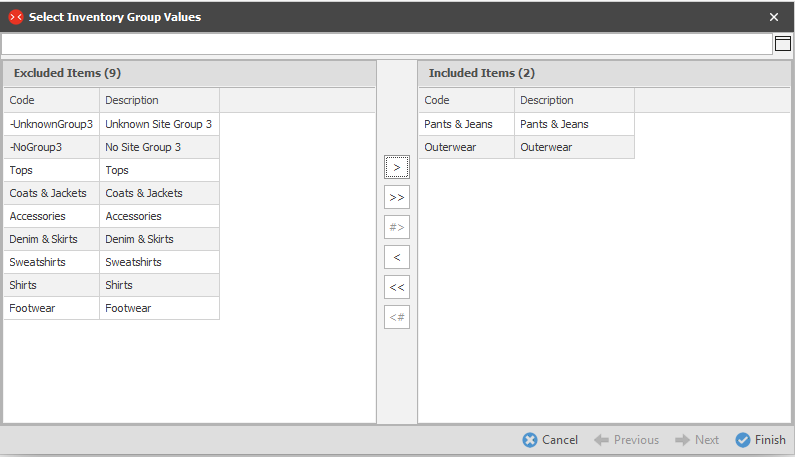 Select Inventory Group Values
Excluded Items (9)
Code Description
-UnknownGroup3 Unknown Site Group 3
-NoGroup3 No Site Group 3
Tops Tops
Coats & Jackets Coats & Jackets
Accessories Accessories
Denim & Skirts Denim & Skirts
Sweatshirts Sweatshirts
Shirts Shirts
Footwear Footwear
>
>>
#>
<
<<
<#
Included Items (2)
Code Description
Pants & Jeans Pants & Jeans
Outerwear Outerwear
Cancel Previous Next Finish